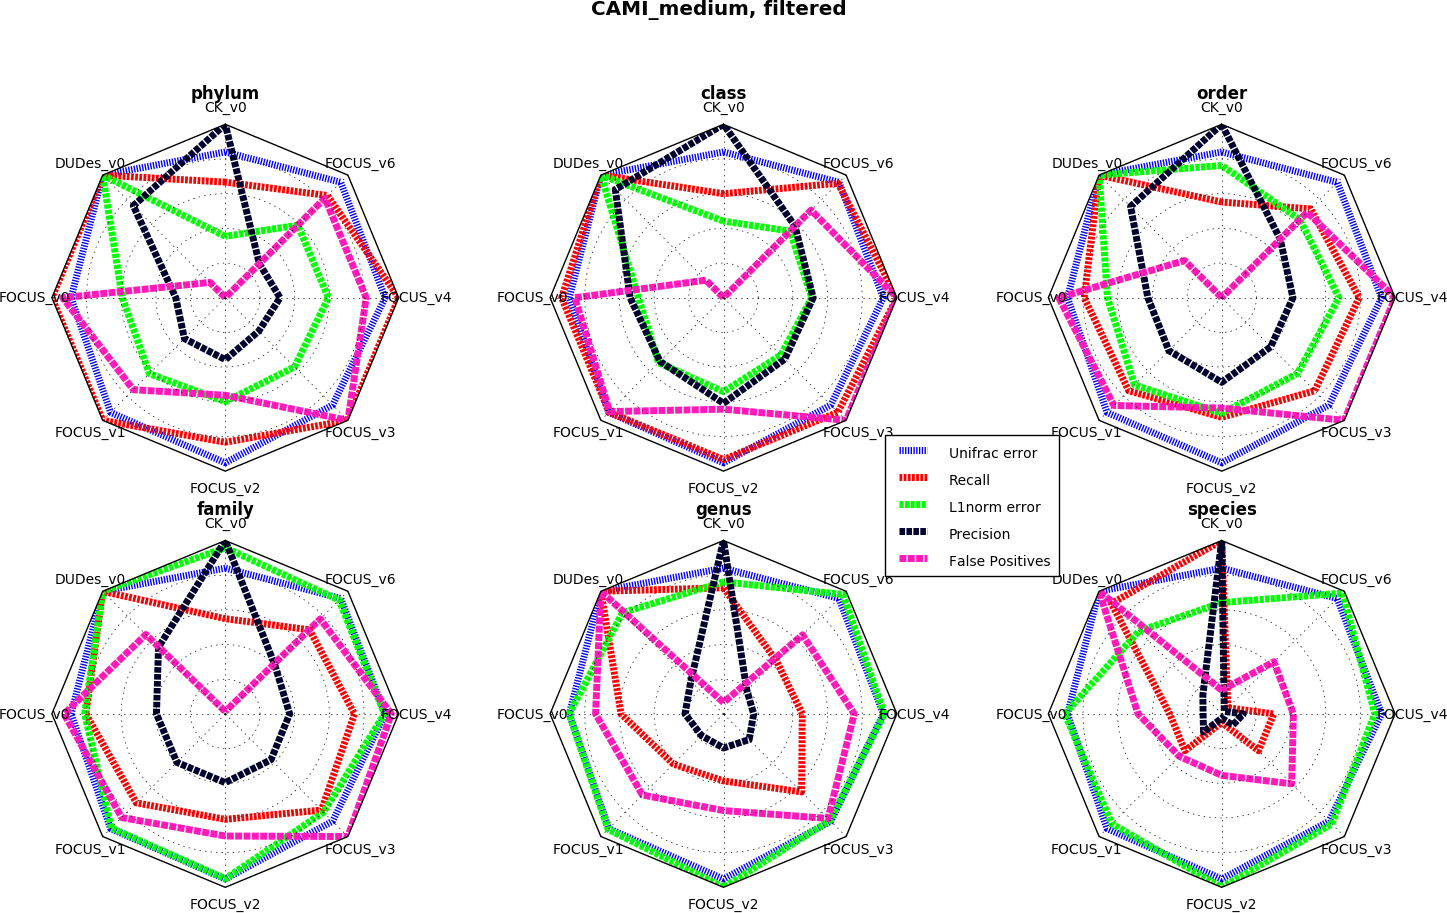 CAMI_medium, filtered
phylum
CK_v0
DUDes_v0
FOCUS_v6
FOCUS_v0
FOCUS_v4
FOCUS_v1
FOCUS_v3
FOCUS_v2
class
CK_v0
DUDes_v0
FOCUS_v6
FOCUS_v0
FOCUS_v4
FOCUS_v1
FOCUS_v3
FOCUS_v2
order
CK_v0
DUDes_v0
FOCUS_v6
FOCUS_v0
FOCUS_v4
FOCUS_v1
FOCUS_v3
FOCUS_v2
Unifrac error
Recall
L1norm error
Precision
False Positives
family
CK_v0
DUDes_v0
FOCUS_v6
FOCUS_v0
FOCUS_v4
FOCUS_v1
FOCUS_v3
FOCUS_v2
genus
CK_v0
DUDes_v0
FOCUS_v6
FOCUS_v0
FOCUS_v4
FOCUS_v1
FOCUS_v3
FOCUS_v2
species
CK_v0
DUDes_v0
FOCUS_v6
FOCUS_v0
FOCUS_v4
FOCUS_v1
FOCUS_v3
FOCUS_v2